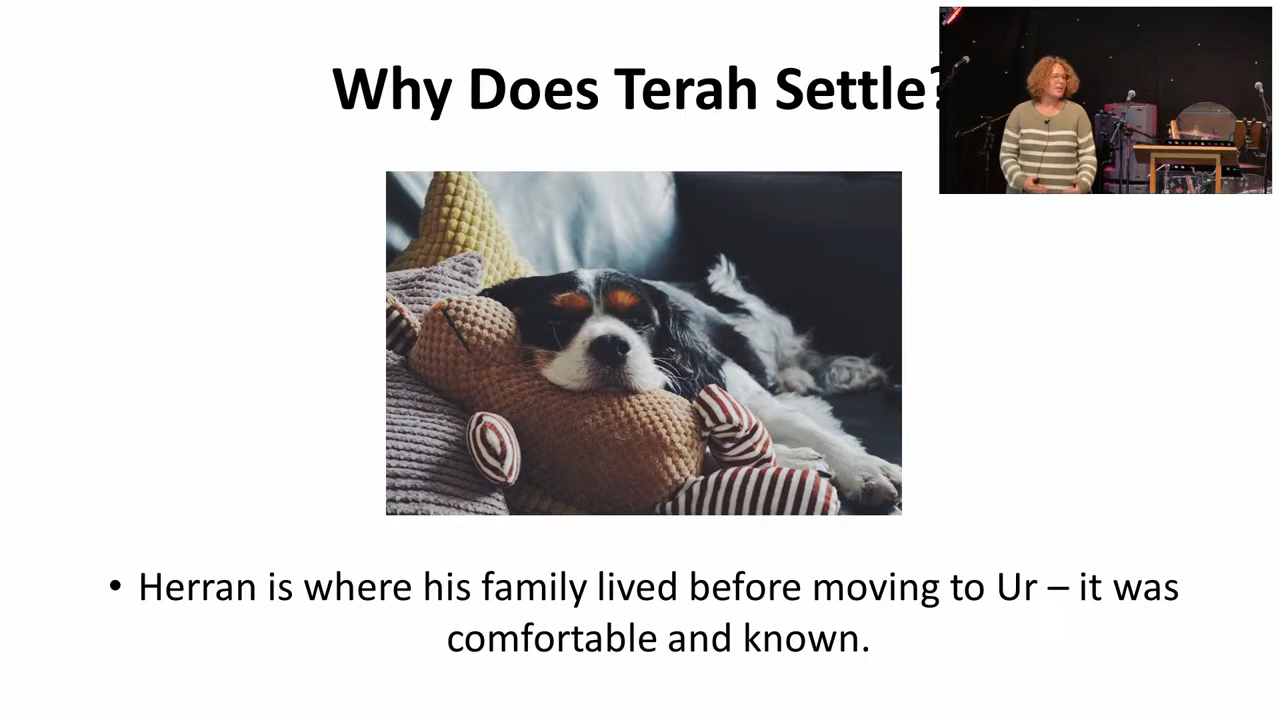 Why Does Terah Settle?
• Herran is where his family lived before moving to Ur – it was
comfortable and known.